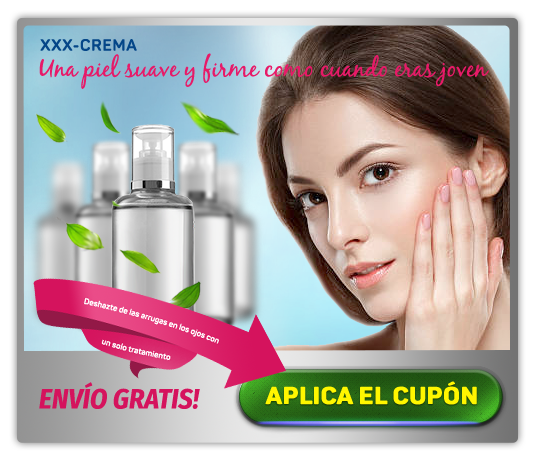 XXX-CREMA
Una piel suave y firme como cuando eras joven
Deshazte de las arrugas en los ojos con
un solo tratamiento
ENVÍO GRATIS!
APLICA EL CUPÓN